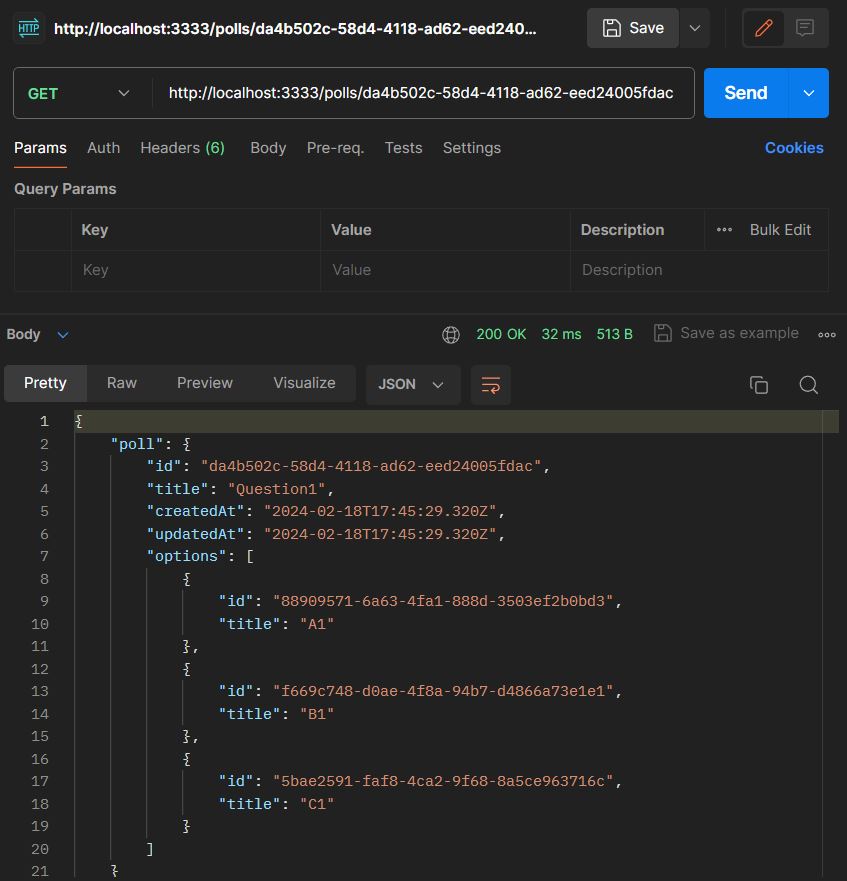 HTTP http://localhost:3333/polls/da4b502c-58d4-4118-ad62-eed240... Save
GET http://localhost:3333/polls/da4b502c-58d4-4118-ad62-eed24005fdac Send
Params Auth Headers (6) Body Pre-req. Tests Settings Cookies
Query Params
Key Value Description ••• Bulk Edit
Key Value Description
Body 200 OK 32 ms 513 B Save as example
Pretty Raw Preview Visualize JSON
1 {
2 "poll": {
3 "id": "da4b502c-58d4-4118-ad62-eed24005fdac",
4 "title": "Question1",
5 "createdAt": "2024-02-18T17:45:29.320Z",
6 "updatedAt": "2024-02-18T17:45:29.320Z",
7 "options": [
8 {
9 "id": "88909571-6a63-4fa1-888d-3503ef2b0bd3",
10 "title": "A1"
11 },
12 {
13 "id": "f669c748-d0ae-4f8a-94b7-d4866a73e1e1",
14 "title": "B1"
15 },
16 {
17 "id": "5bae2591-faf8-4ca2-9f68-8a5ce963716c",
18 "title": "C1"
19 }
20 ]
21 }